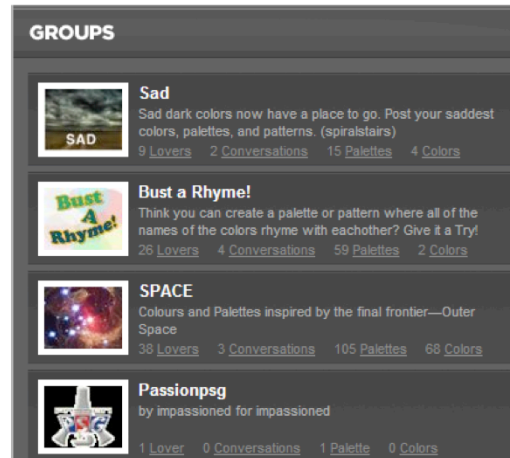 GROUPS
Sad
Sad dark colors now have a place to go. Post your saddest
colors, palettes, and patterns. (spiralstairs)
SAD
9 Lovers 2 Conversations 15 Palettes 4 Colors
Bust a Rhyme!
Bust
A
Rhyme!
Think you can create a palette or pattern where all of the
names of the colors rhyme with eachother? Give it a Try!
26 Lovers 4 Conversations 59 Palettes 2 Colors
SPACE
Colours and Palettes inspired by the final frontier—Outer
Space
38 Lovers 3 Conversations 105 Palettes 68 Colors
Passionpsg
by impassioned for impassioned
1 Lover 0 Conversations 1 Palette 0 Colors